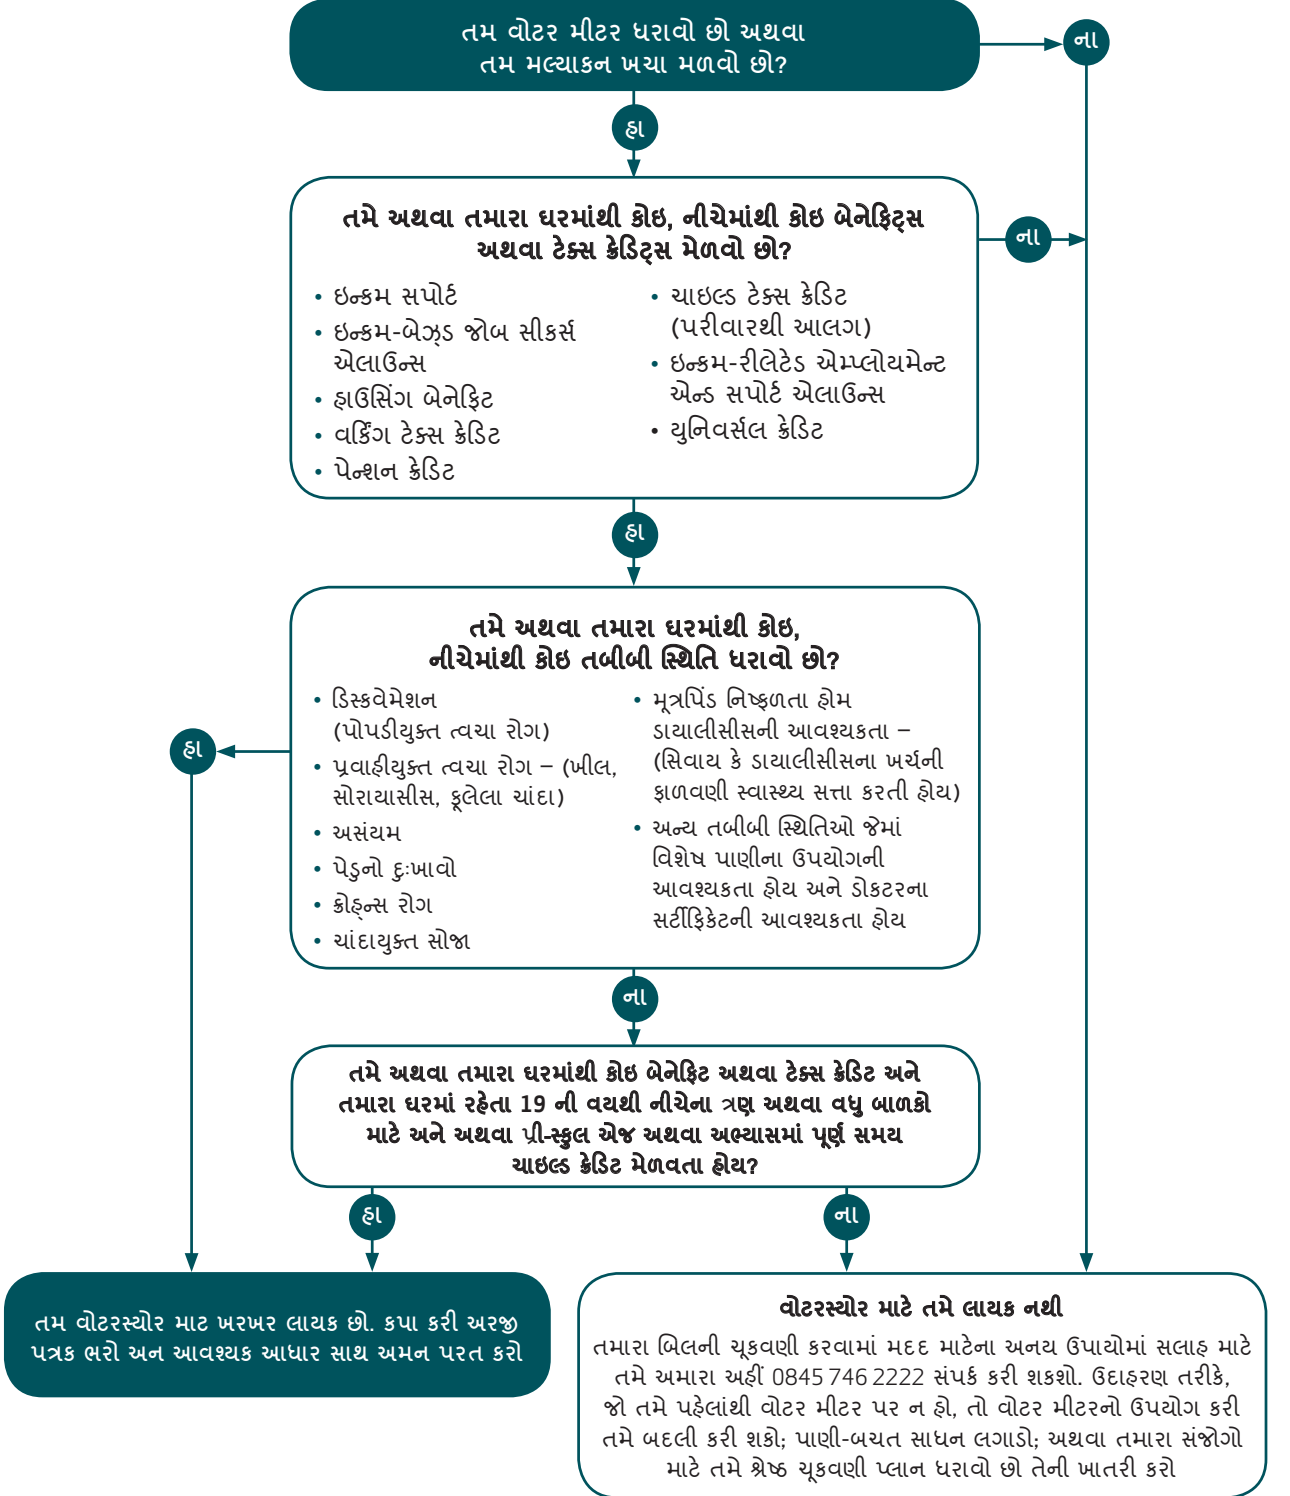 તમ વોટર મીટર ધરાવો છો અથવા
તમ મલ્યાકન ખચા મળવો છો?
ના
હા
તમે અથવા તમારા ઘરમાંથી કોઇ, નીચેમાંથી કોઇ બેનેફિટ્સ
અથવા ટેક્સ ક્રેડિટ્સ મેળવો છો?
ના
• ઇન્કમ સપોર્ટ
• ઇન્કમ-બેઝ્ડ જોબ સીકર્સ
એલાઉન્સ
• હાઉસિંગ બેનેફિટ
• વર્કિંગ ટેક્સ ક્રેડિટ
• પેન્શન ક્રેડિટ
• ચાઇલ્ડ ટેક્સ ક્રેડિટ
(પરીવારથી આલગ)
• ઇન્કમ-રીલેટેડ એમ્પ્લોયમેન્ટ
એન્ડ સપોર્ટ એલાઉન્સ
• યુનિવર્સલ ક્રેડિટ
હા
તમે અથવા તમારા ઘરમાંથી કોઇ,
નીચેમાંથી કોઇ તબીબી સ્થિતિ ધરાવો છો?
હા
• ડિસ્કવેમેશન
(પોપડીયુક્ત ત્વચા રોગ)
• પ્રવાહીયુક્ત ત્વચા રોગ – (ખીલ,
સોરાયાસીસ, ફૂલેલા ચાંદા)
• અસંયમ
• પેડુનો દુઃખાવો
• ક્રોહ્ન્સ રોગ
• ચાંદાયુક્ત સોજા
• મૂત્રપિંડ નિષ્ફળતા હોમ
ડાયાલીસીસની આવશ્યકતા –
(સિવાય કે ડાયાલીસીસના ખર્ચની
ફાળવણી સ્વાસ્થ્ય સત્તા કરતી હોય)
• અન્ય તબીબી સ્થિતિઓ જેમાં
વિશેષ પાણીના ઉપયોગની
આવશ્યકતા હોય અને ડોકટરના
સર્ટીફિકેટની આવશ્યકતા હોય
ના
તમે અથવા તમારા ઘરમાંથી કોઇ બેનેફિટ અથવા ટેક્સ ક્રેડિટ અને
તમારા ઘરમાં રહેતા 19 ની વયથી નીચેના ત્રણ અથવા વધુ બાળકો
માટે અને અથવા પ્રી-સ્કુલ એજ અથવા અભ્યાસમાં પૂર્ણ સમય
ચાઇલ્ડ ક્રેડિટ મેળવતા હોય?
હા
ના
તમ વોટરસ્યોર માટ ખરખર લાયક છો. કપા કરી અરજી
પત્રક ભરો અન આવશ્યક આધાર સાથ અમન પરત કરો
વોટરસ્યોર માટે તમે લાયક નથી
તમારા બિલની ચૂકવણી કરવામાં મદદ માટેના અનય ઉપાયોમાં સલાહ માટે
તમે અમારા અહીં 0845 746 2222 સંપર્ક કરી શકશો. ઉદાહરણ તરીકે,
જો તમે પહેલાંથી વોટર મીટર પર ન હો, તો વોટર મીટરનો ઉપયોગ કરી
તમે બદલી કરી શકો; પાણી-બચત સાધન લગાડો; અથવા તમારા સંજોગો
માટે તમે શ્રેષ્ઠ ચૂકવણી પ્લાન ધરાવો છો તેની ખાતરી કરો